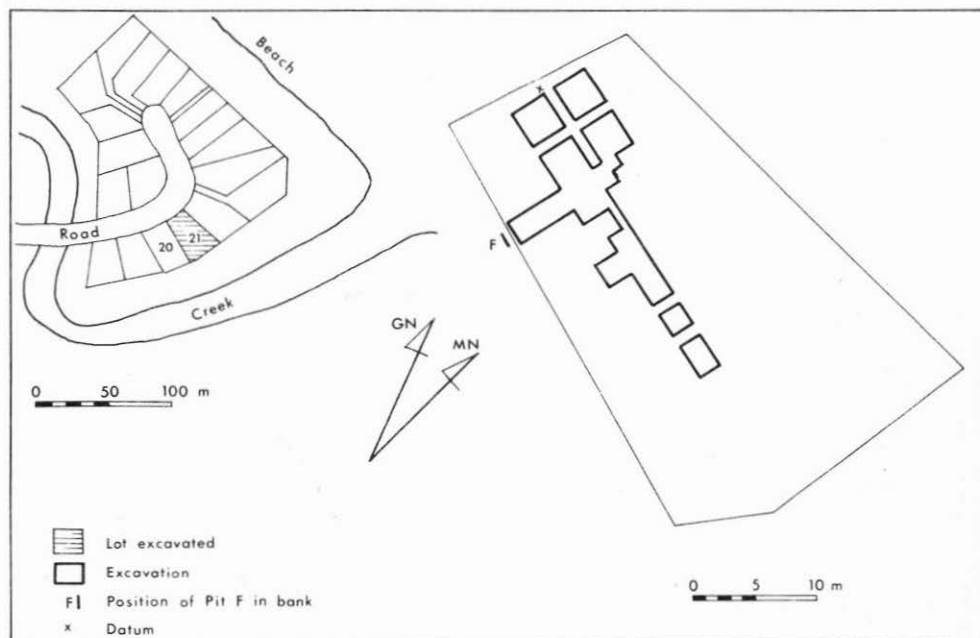 Beach
Road
20
21
Creek
0 50 100 m
GN
MN
x
F
Lot excavated
Excavation
F Position of Pit F in bank
x Datum
0 5 10 m